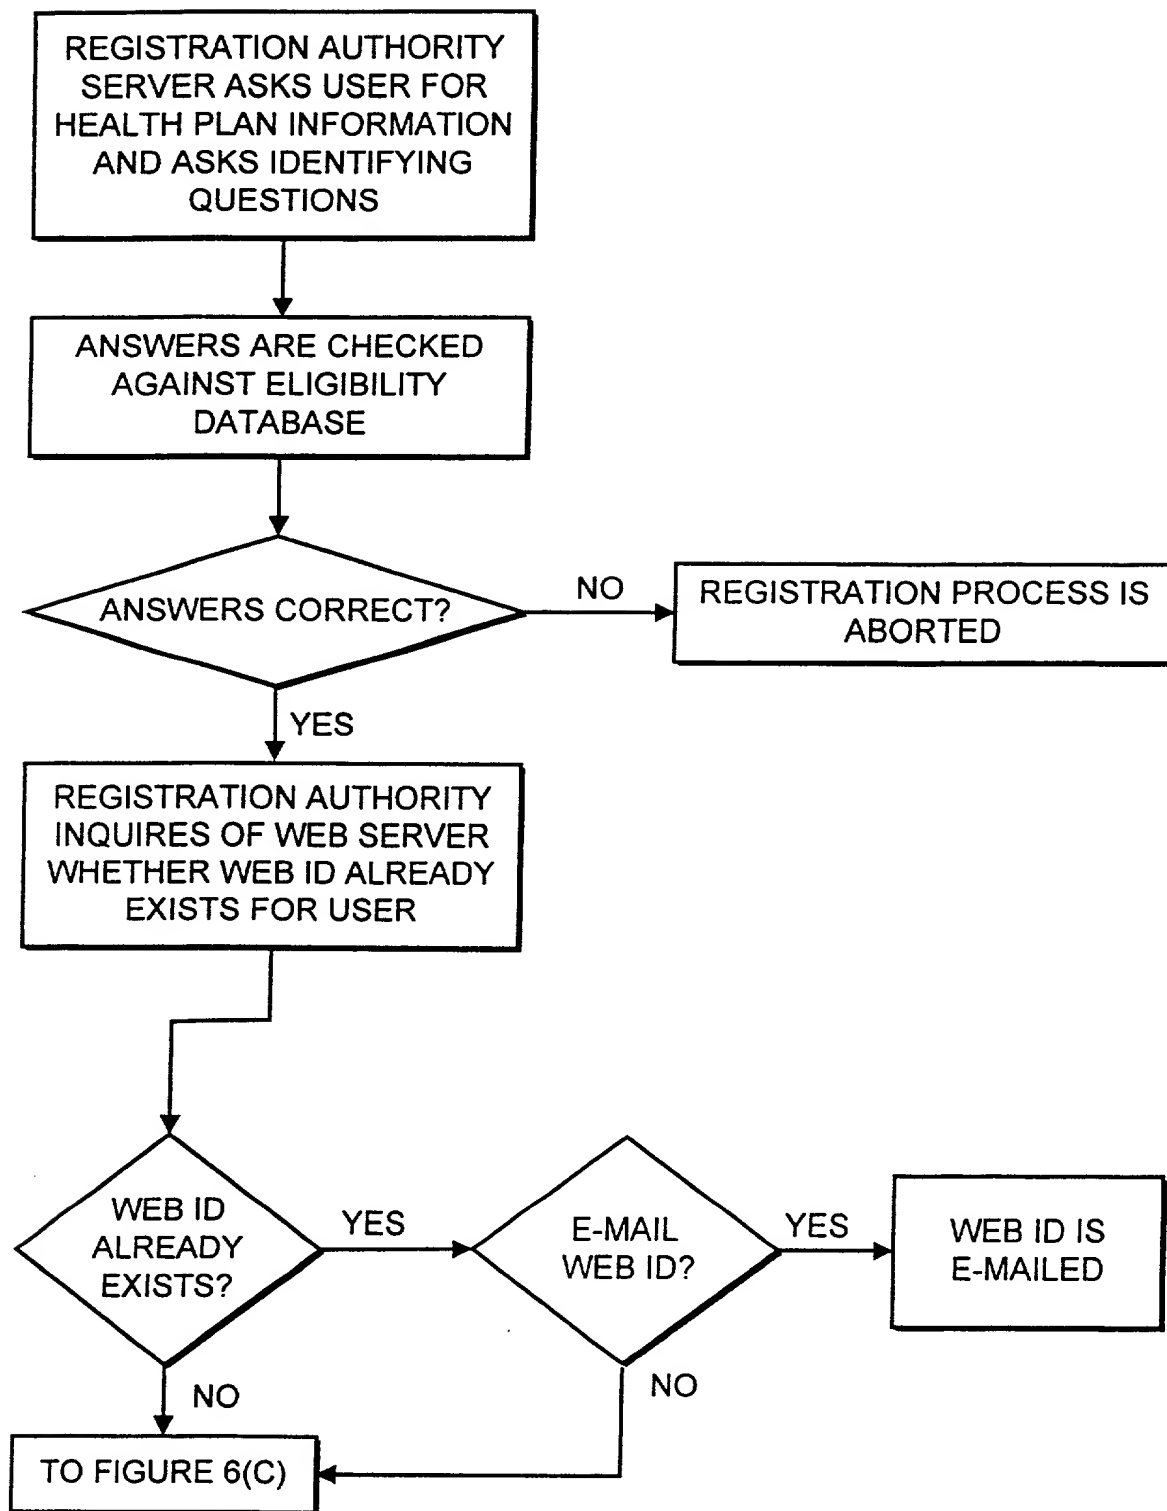 REGISTRATION AUTHORITY
SERVER ASKS USER FOR
HEALTH PLAN INFORMATION
AND ASKS IDENTIFYING
QUESTIONS
ANSWERS ARE CHECKED
AGAINST ELIGIBILITY
DATABASE
ANSWERS CORRECT?
NO
REGISTRATION PROCESS IS
ABORTED
YES
REGISTRATION AUTHORITY
INQUIRES OF WEB SERVER
WHETHER WEB ID ALREADY
EXISTS FOR USER
WEB ID
ALREADY
EXISTS?
YES
E-MAIL
WEB ID?
YES
WEB ID IS
E-MAILED
NO
NO
TO FIGURE 6(C)